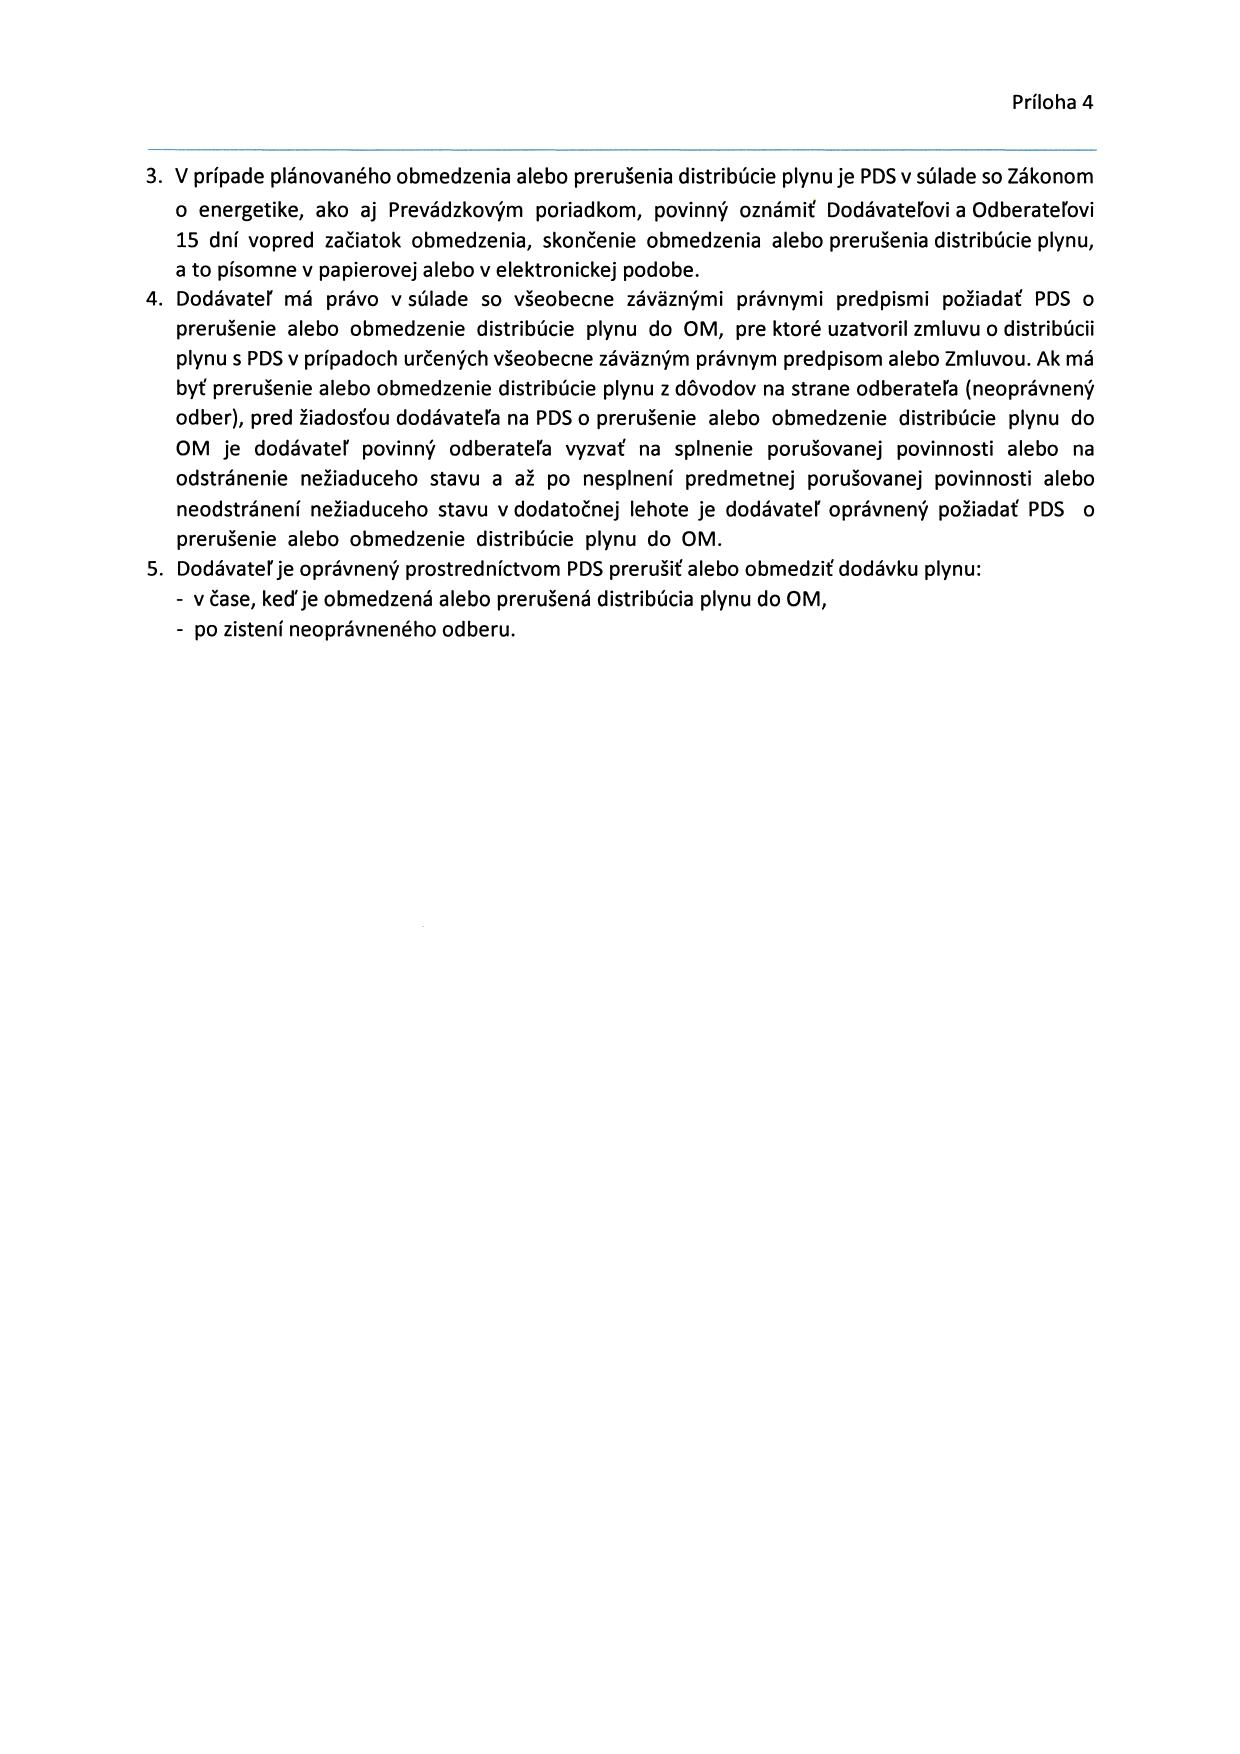 Príloha 4
3. V prípade plánovaného obmedzenia alebo prerušenia distribúcie plynu je PDS v súlade so Zákonom
o energetike, ako aj Prevádzkovým poriadkom, povinný oznámiť Dodávateľovi a Odberateľovi
15 dní vopred začiatok obmedzenia, skončenie obmedzenia alebo prerušenia distribúcie plynu,
a to písomne v papierovej alebo v elektronickej podobe.
4. Dodávateľ má právo v súlade so všeobecne záväznými právnymi predpismi požiadať PDS o
prerušenie alebo obmedzenie distribúcie plynu do OM, pre ktoré uzatvoril zmluvu o distribúcii
plynu s PDS v prípadoch určených všeobecne záväzným právnym predpisom alebo Zmluvou. Ak má
byť prerušenie alebo obmedzenie distribúcie plynu z dôvodov na strane odberateľa (neoprávnený
odber), pred žiadosťou dodávateľa na PDS o prerušenie alebo obmedzenie distribúcie plynu do
OM je dodávateľ povinný odberateľa vyzvať na splnenie porušovanej povinnosti alebo na
odstránenie nežiaduceho stavu a až po nesplnení predmetnej porušovanej povinnosti alebo
neodstránení nežiaduceho stavu v dodatočnej lehote je dodávateľ oprávnený požiadať PDS o
prerušenie alebo obmedzenie distribúcie plynu do OM.
5. Dodávateľ je oprávnený prostredníctvom PDS prerušiť alebo obmedziť dodávku plynu:
- v čase, keď je obmedzená alebo prerušená distribúcia plynu do OM,
- po zistení neoprávneného odberu.